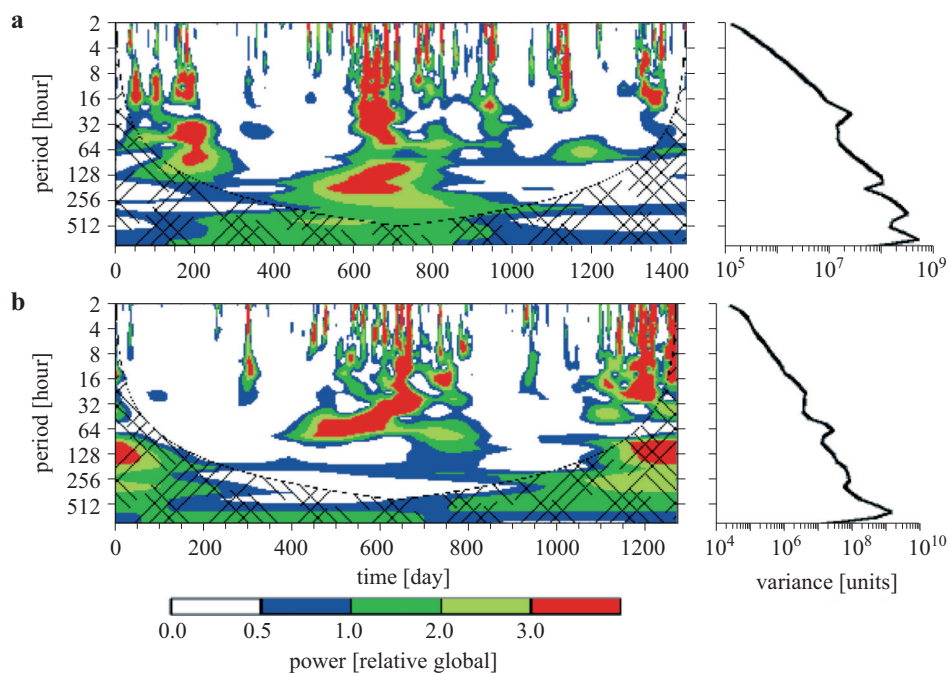 a
period [hour]
2
4
8
16
32
64
128
256
512
0 200 400 600 800 1000 1200 1400
10^5 10^7 10^9
b
period [hour]
2
4
8
16
32
64
128
256
512
0 200 400 600 800 1000 1200
10^4 10^6 10^8 10^10
time [day]
variance [units]
0.0 0.5 1.0 2.0 3.0
power [relative global]